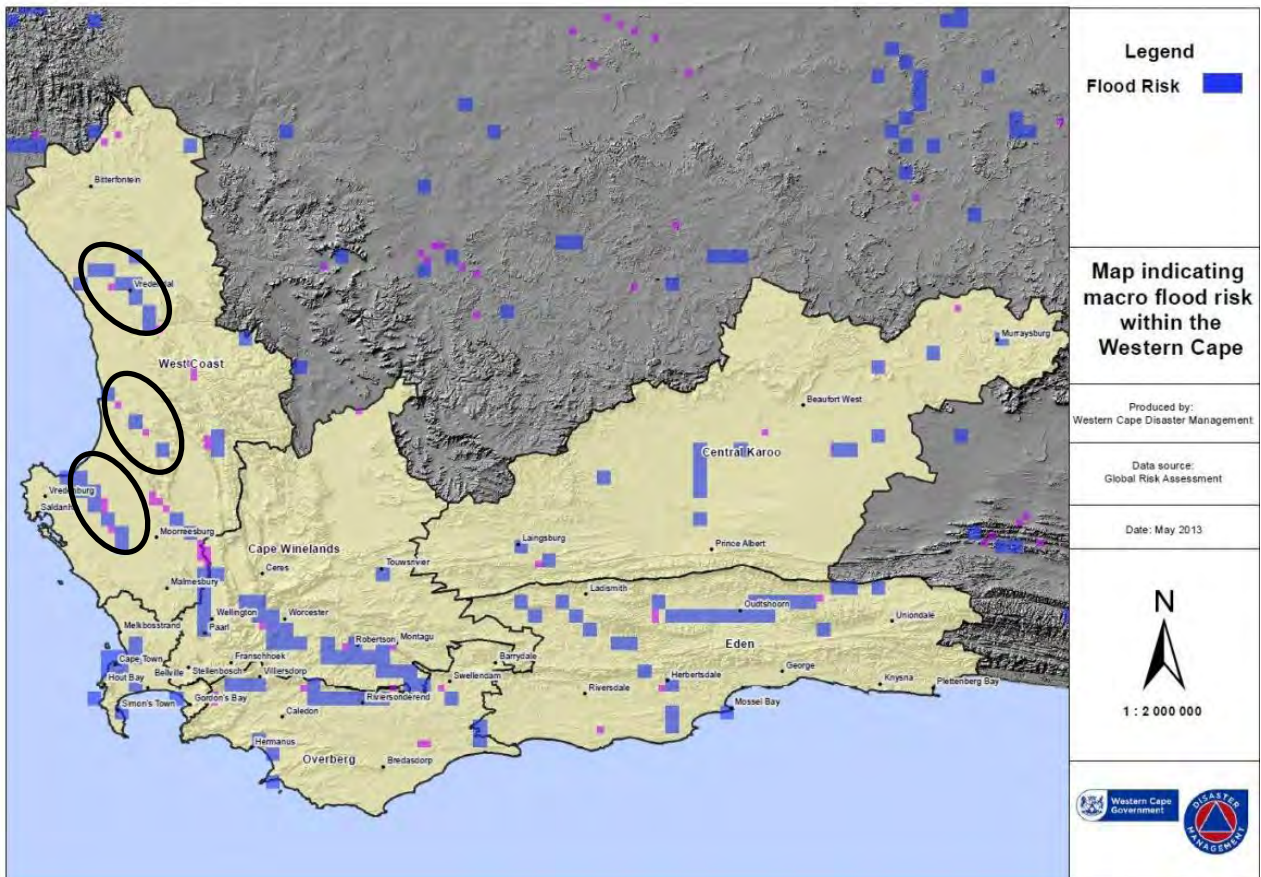 Bitterfontein
Vredendal
West Coast
Murraysburg
Beaufort West
Central Karoo
Vredenburg
Saldanh
Moorreesburg
Cape Winelands
Laingsburg
Prince Albert
Ceres
Touwsrivier
Malmesbury
Ladismith
Oudtshoorn
Uniondale
Melkbosstrand
Wellington
Worcester
Paarl
Robertson
Montagu
Eden
Cape Town
Franschhoek
Barrydale
Bellville
Stellenbosch
Villiersdorp
Swellendam
George
Hout Bay
Herbertsdale
Knysna
Plettenberg Bay
Simon's Town
Gordon's Bay
Riviersonderend
Riversdale
Mossel Bay
Caledon
Hermanus
Overberg
Bredasdorp
Legend
Flood Risk
Map indicating
macro flood risk
within the
Western Cape
Produced by:
Western Cape Disaster Management
Data source:
Global Risk Assessment
Date: May 2013
N
1 : 2 000 000
Western Cape
Government
DISASTER
MANAGEMENT